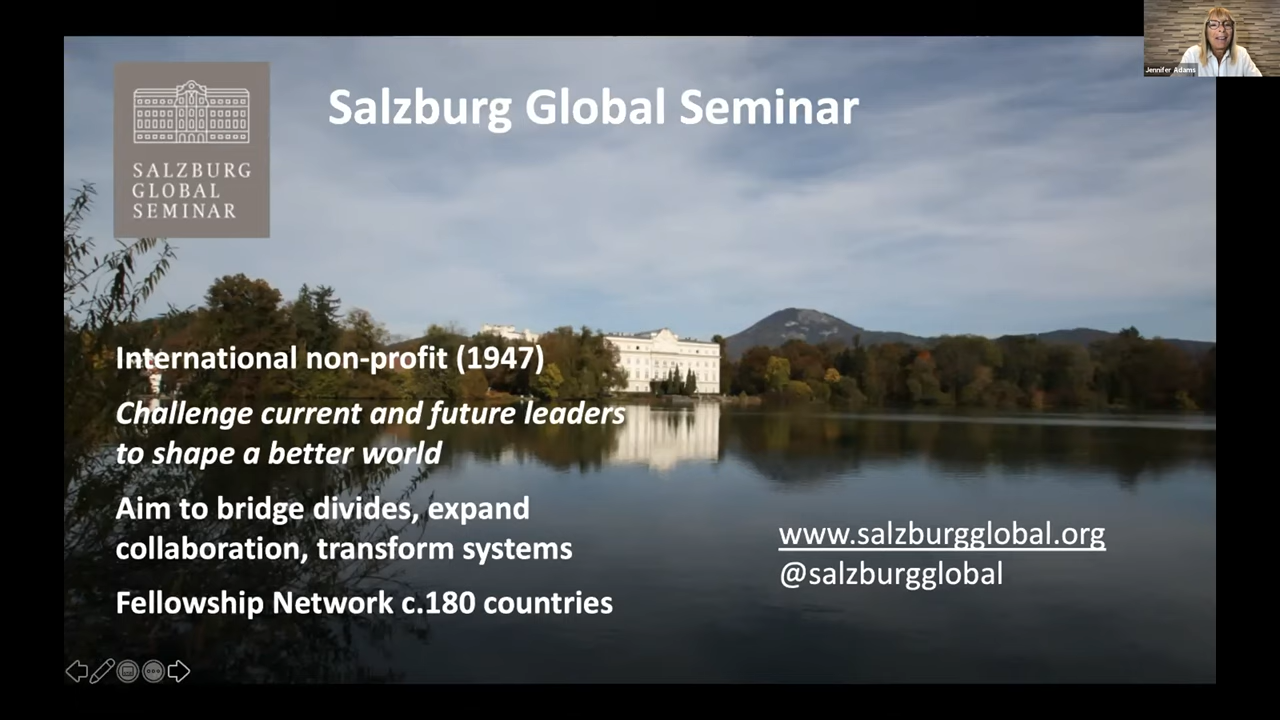 Jennifer Adams
SALZBURG
GLOBAL
SEMINAR
Salzburg Global Seminar
International non-profit (1947)
Challenge current and future leaders
to shape a better world
Aim to bridge divides, expand
collaboration, transform systems
Fellowship Network c.180 countries
www.salzburgglobal.org
@salzburgglobal